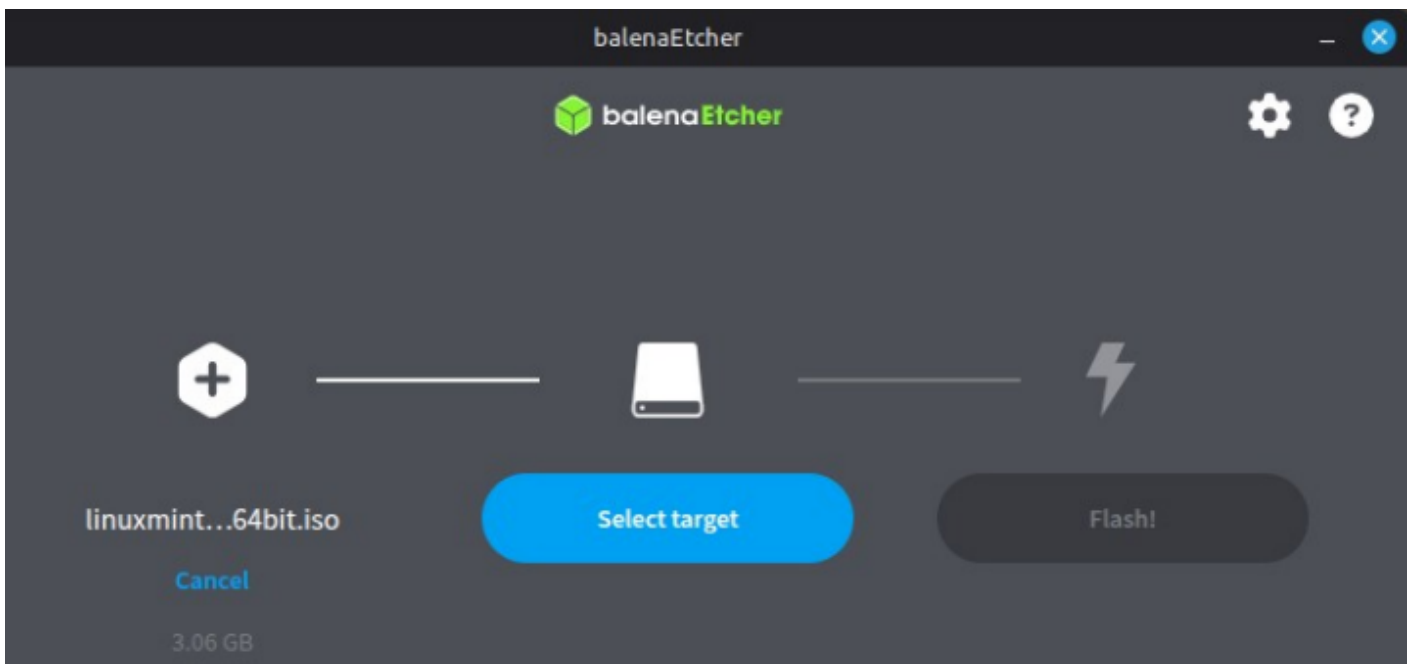 balenaEtcher
balenaEtcher
linuxmint...64bit.iso
Select target
Flash!
Cancel
3.06 GB